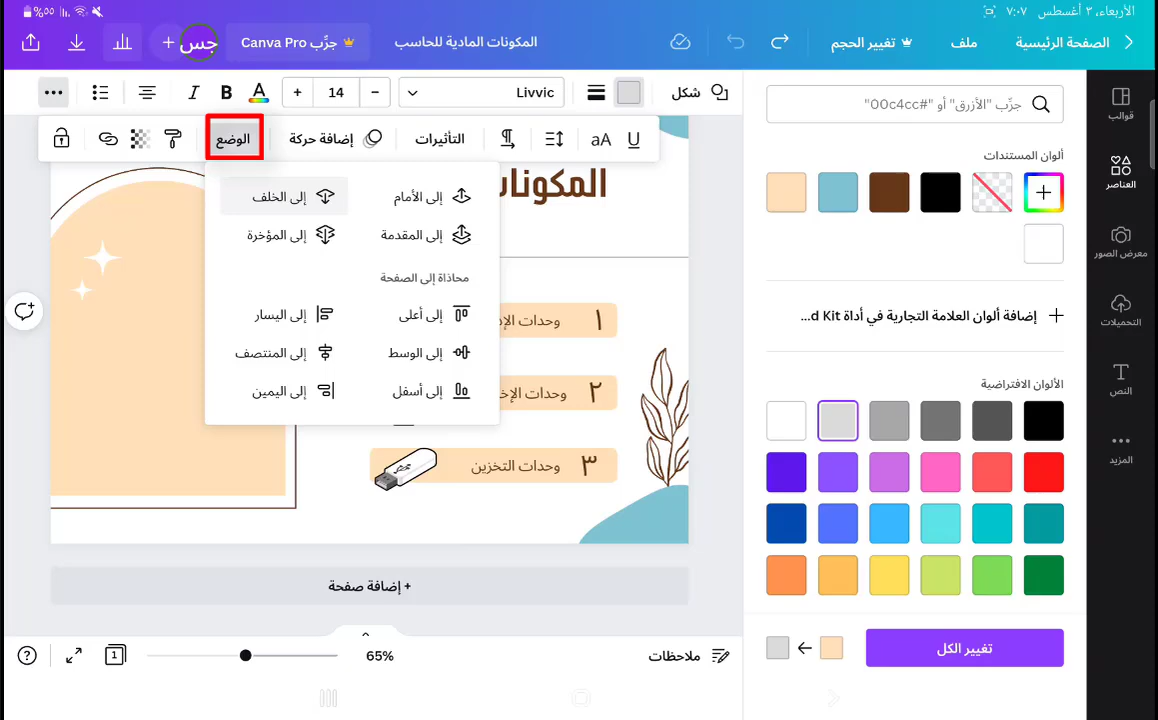 الأربعاء، ٣ أغسطس ٧:٠٧
%٥٥
الصفحة الرئيسية
ملف
تغيير الحجم
المكونات المادية للحاسب
جرِّب Canva Pro
جس +
شكل
Livvic
− 14 +
A B I
U aA
التأثيرات
إضافة حركة
الوضع
إلى الأمام
إلى الخلف
إلى المقدمة
إلى المؤخرة
محاذاة إلى الصفحة
إلى أعلى
إلى اليسار
إلى الوسط
إلى المنتصف
إلى أسفل
إلى اليمين
المكونات
١ وحدات الإد
٢ وحدات الإخ
٣ وحدات التخزين
+ إضافة صفحة
ملاحظات
65%
1
?
جرِّب "الأزرق" أو "#00c4cc"
ألوان المستندات
إضافة ألوان العلامة التجارية في أداة d Kit...
الألوان الافتراضية
تغيير الكل
قوالب
العناصر
معرض الصور
التحميلات
النص
المزيد